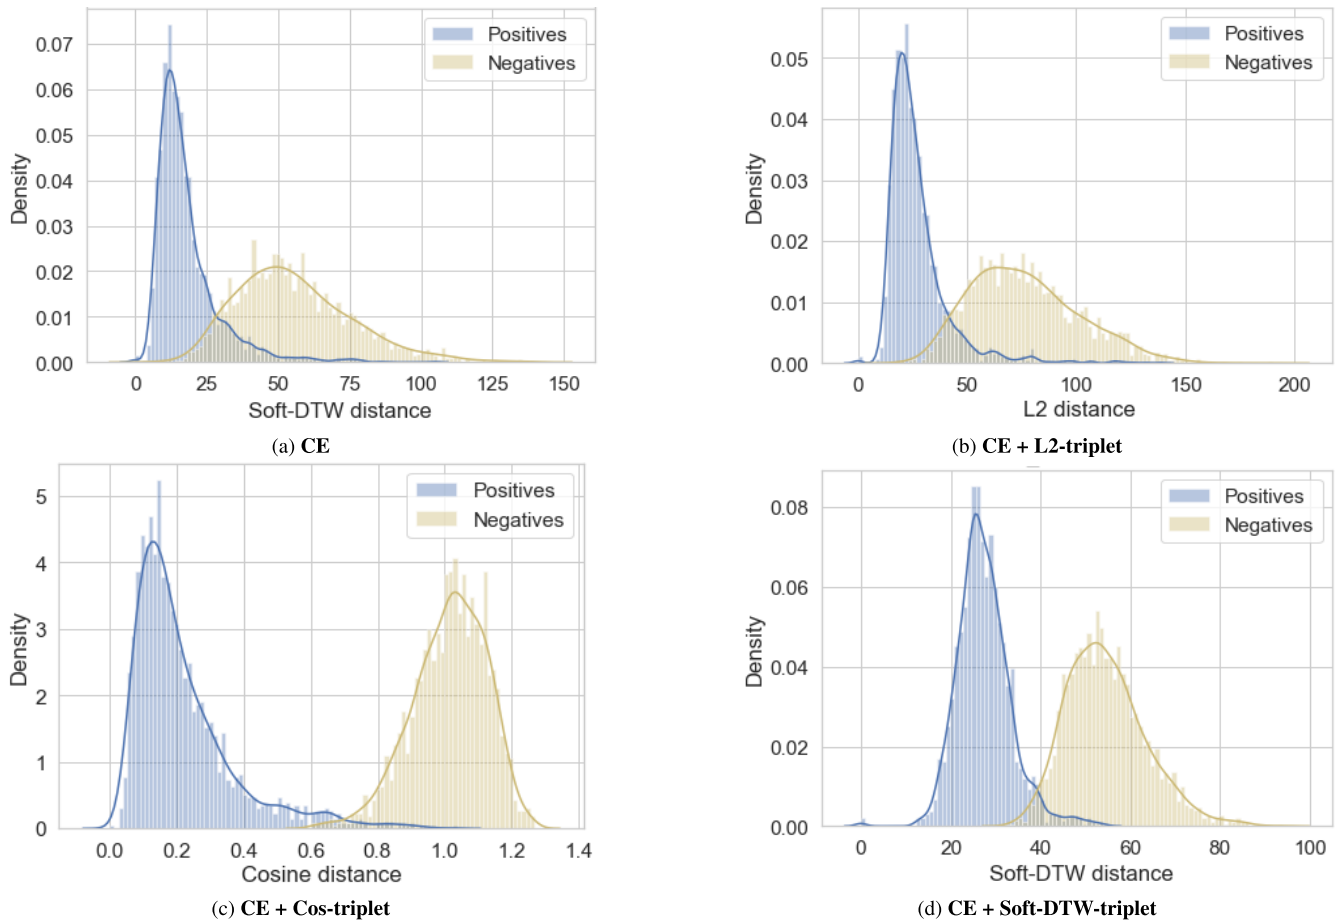 Positives
Negatives
0.07
0.06
0.05
0.04
0.03
0.02
0.01
0.00
Density
0 25 50 75 100 125 150
Soft-DTW distance
(a) CE
Positives
Negatives
0.05
0.04
0.03
0.02
0.01
0.00
Density
0 50 100 150 200
L2 distance
(b) CE + L2-triplet
Positives
Negatives
5
4
3
2
1
0
Density
0.0 0.2 0.4 0.6 0.8 1.0 1.2 1.4
Cosine distance
(c) CE + Cos-triplet
Positives
Negatives
0.08
0.06
0.04
0.02
0.00
Density
0 20 40 60 80 100
Soft-DTW distance
(d) CE + Soft-DTW-triplet